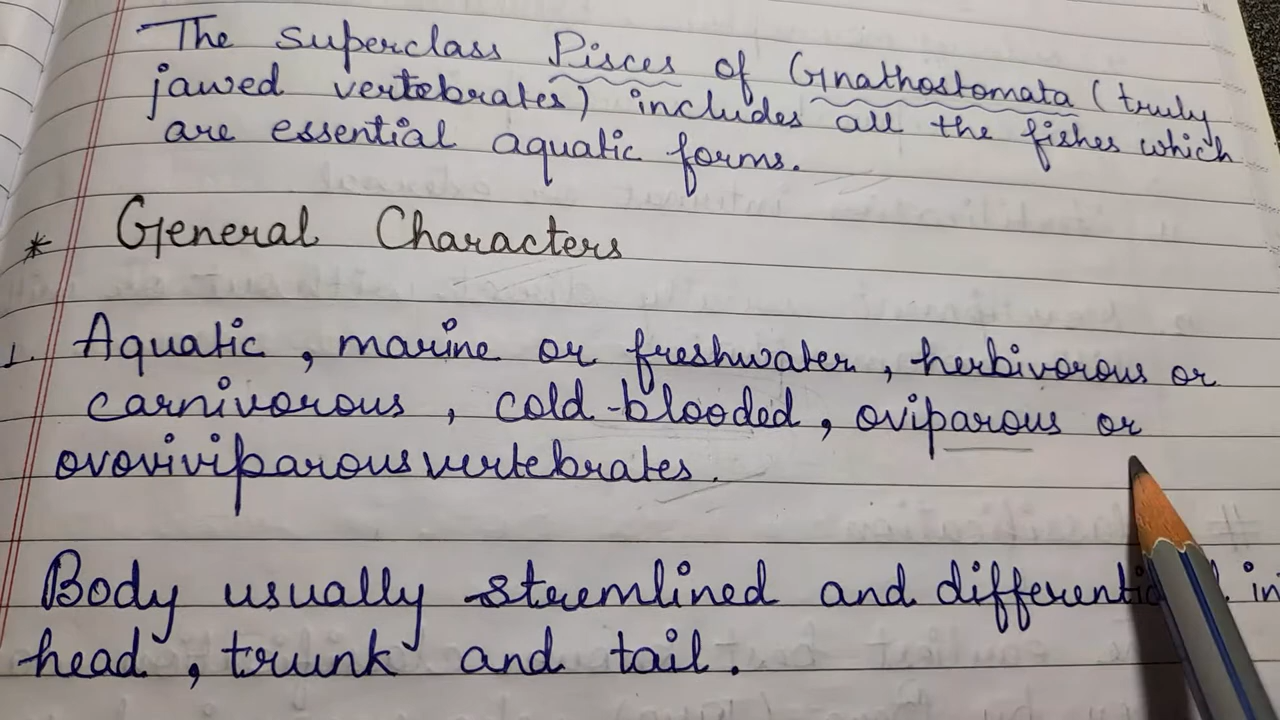 The superclass Pisces of Gnathostomata (truly
jawed vertebrates) includes all the fishes which
are essential aquatic forms.
* General Characters
1. Aquatic, marine or freshwater, herbivorous or
carnivorous, cold-blooded, oviparous or
ovoviviparous vertebrates.
Body usually streamlined and in
head, trunk and tail.